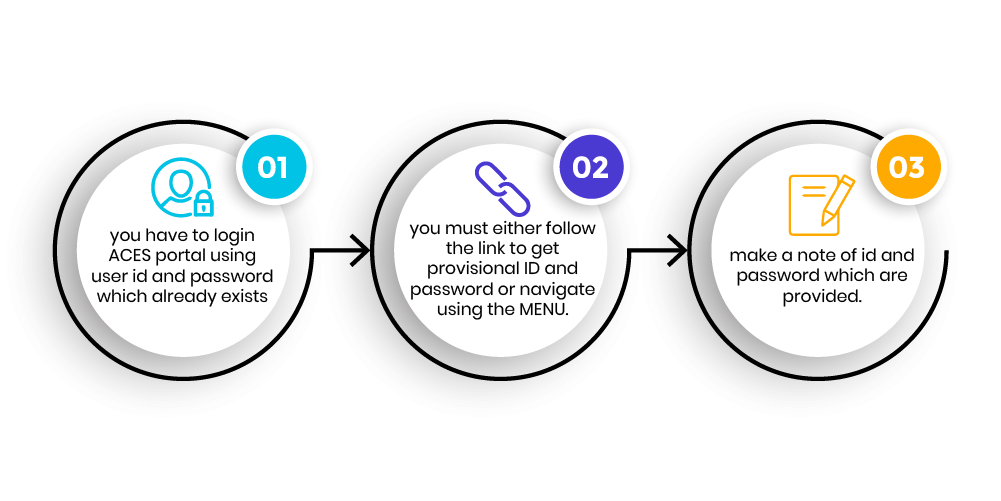 01
you have to login
ACES portal using
user id and password
which already exists
02
you must either follow
the link to get
provisional ID and
password or navigate
using the MENU.
03
make a note of id and
password which are
provided.